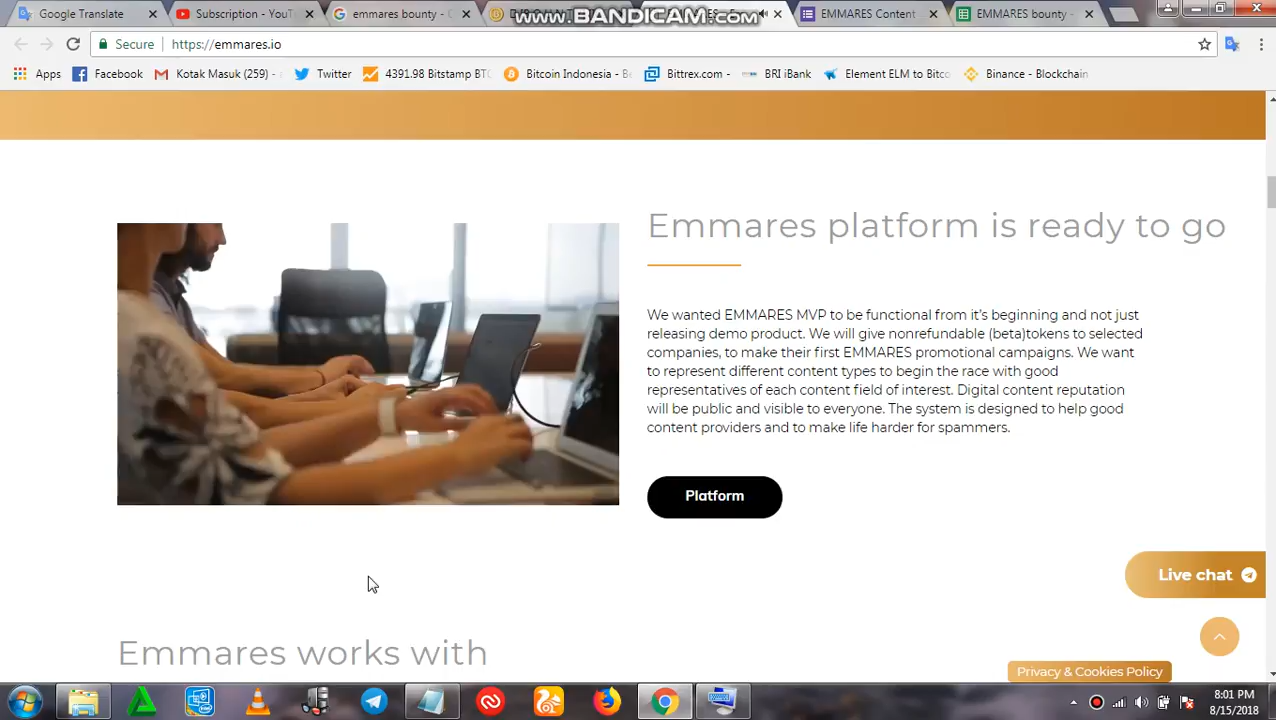 Google Translate
Subscription - YouT
emmares bounty - G
EMMARES Content
EMMARES bounty -
www.BANDICAM.com
Secure
https://emmares.io
Apps
Facebook
Kotak Masuk (259) -
Twitter
4391.98 Bitstamp BTC
Bitcoin Indonesia - Be
Bittrex.com -
BRI iBank
Element ELM to Bitco
Binance - Blockchain
Emmares platform is ready to go
We wanted EMMARES MVP to be functional from it's beginning and not just
releasing demo product. We will give nonrefundable (beta)tokens to selected
companies, to make their first EMMARES promotional campaigns. We want
to represent different content types to begin the race with good
representatives of each content field of interest. Digital content reputation
will be public and visible to everyone. The system is designed to help good
content providers and to make life harder for spammers.
Platform
Live chat
Emmares works with
Privacy & Cookies Policy
8:01 PM
8/15/2018